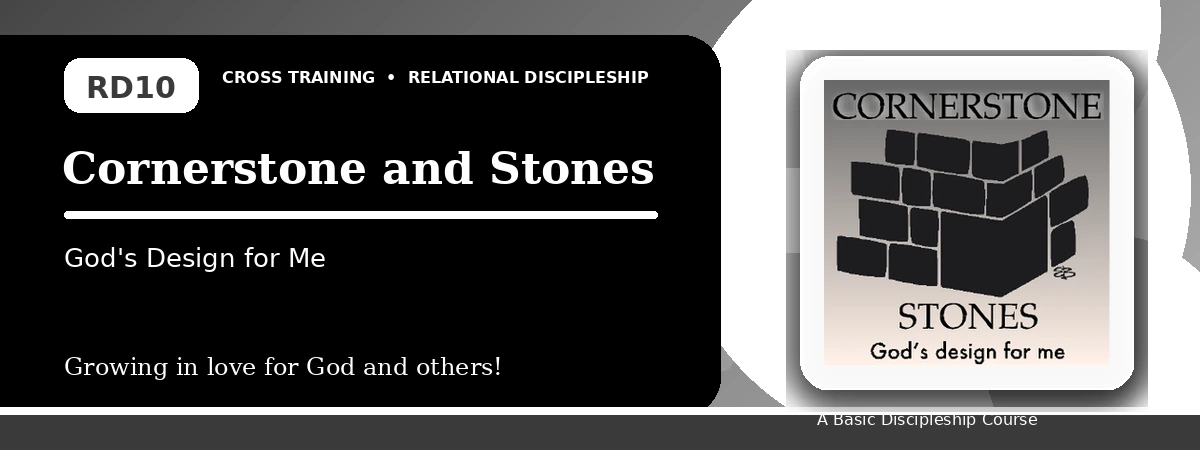 RD10
CROSS TRAINING • RELATIONAL DISCIPLESHIP
Cornerstone and Stones
God's Design for Me
Growing in love for God and others!
CORNERSTONE
STONES
God's design for me
A Basic Discipleship Course